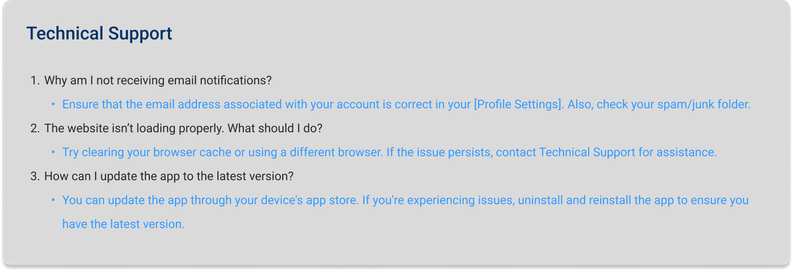 Technical Support
1. Why am I not receiving email notifications?
• Ensure that the email address associated with your account is correct in your [Profile Settings]. Also, check your spam/junk folder.
2. The website isn’t loading properly. What should I do?
• Try clearing your browser cache or using a different browser. If the issue persists, contact Technical Support for assistance.
3. How can I update the app to the latest version?
• You can update the app through your device's app store. If you're experiencing issues, uninstall and reinstall the app to ensure you
have the latest version.